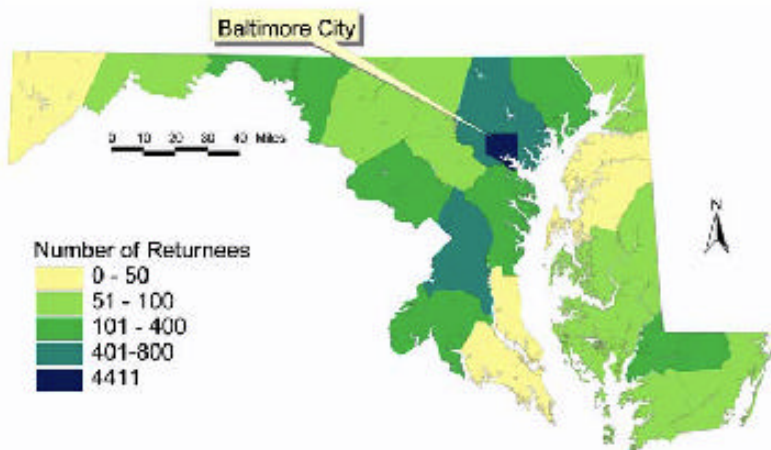 Baltimore City
0 10 20 30 40 Miles
N
Number of Returnees
0 - 50
51 - 100
101 - 400
401-800
4411